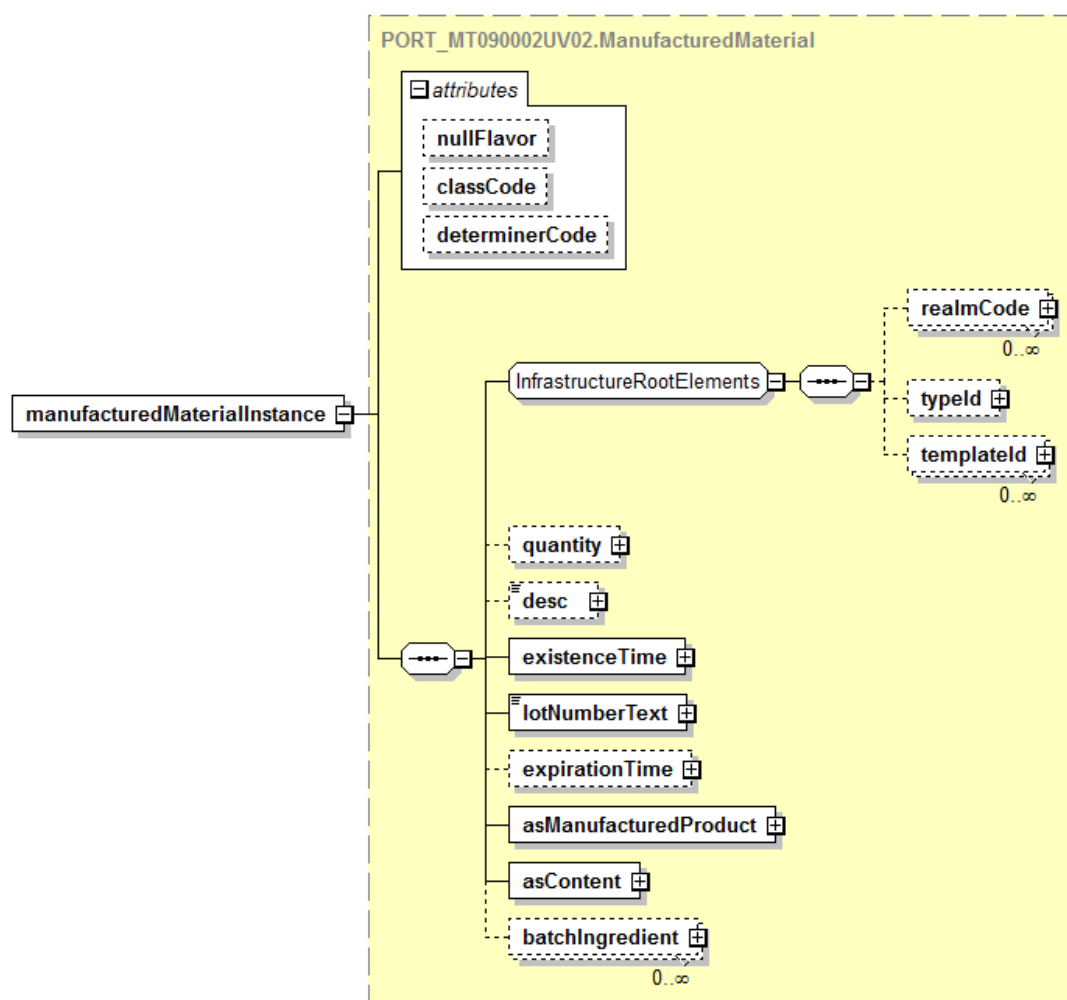 PORT_MT090002UV02.ManufacturedMaterial
attributes
nullFlavor
classCode
determinerCode
realmCode
0..∞
InfrastructureRootElements
typeId
manufacturedMaterialInstance
templateId
0..∞
quantity
desc
existenceTime
lotNumberText
expirationTime
asManufacturedProduct
asContent
batchIngredient
0..∞